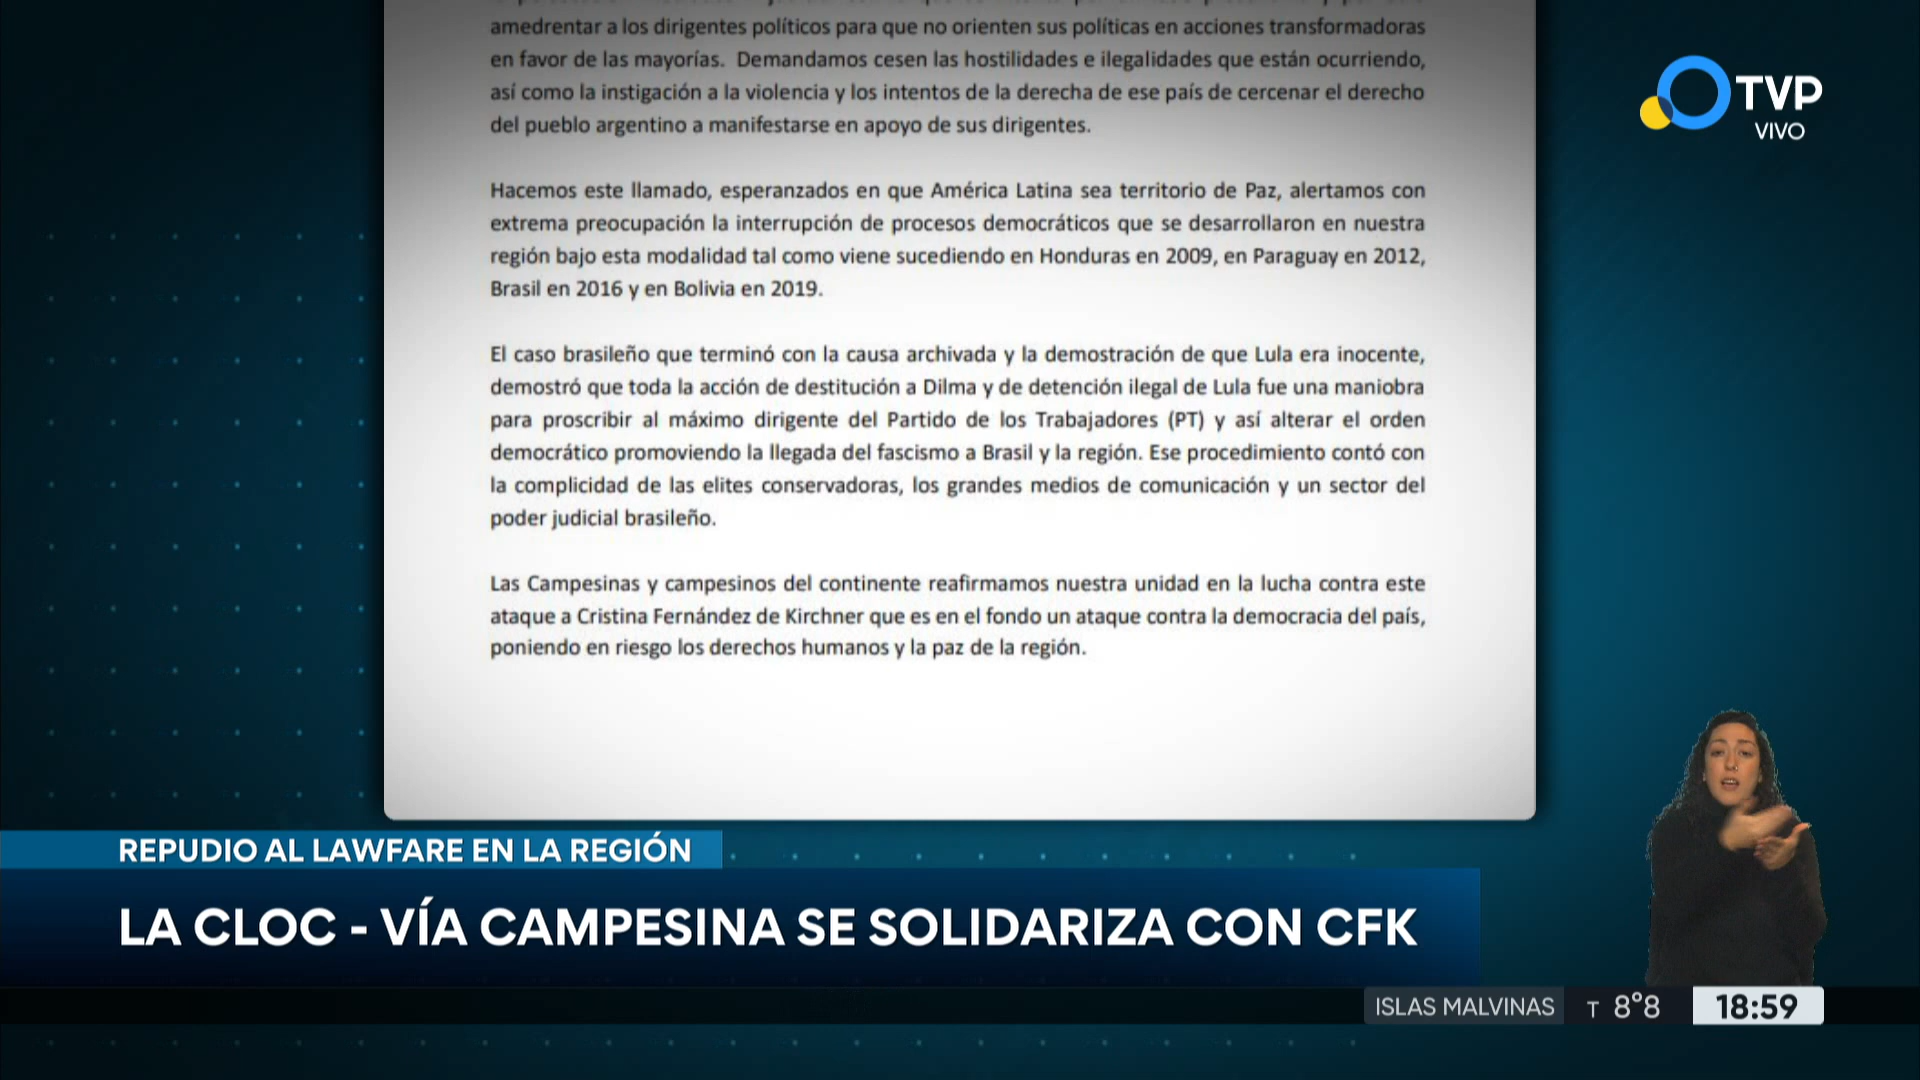 amedrentar a los dirigentes políticos para que no orienten sus políticas en acciones transformadoras
en favor de las mayorías. Demandamos cesen las hostilidades e ilegalidades que están ocurriendo,
así como la instigación a la violencia y los intentos de la derecha de ese país de cercenar el derecho
del pueblo argentino a manifestarse en apoyo de sus dirigentes.
Hacemos este llamado, esperanzados en que América Latina sea territorio de Paz, alertamos con
extrema preocupación la interrupción de procesos democráticos que se desarrollaron en nuestra
región bajo esta modalidad tal como viene sucediendo en Honduras en 2009, en Paraguay en 2012,
Brasil en 2016 y en Bolivia en 2019.
El caso brasileño que terminó con la causa archivada y la demostración de que Lula era inocente,
demostró que toda la acción de destitución a Dilma y de detención ilegal de Lula fue una maniobra
para proscribir al máximo dirigente del Partido de los Trabajadores (PT) y así alterar el orden
democrático promoviendo la llegada del fascismo a Brasil y la región. Ese procedimiento contó con
la complicidad de las elites conservadoras, los grandes medios de comunicación y un sector del
poder judicial brasileño.
Las Campesinas y campesinos del continente reafirmamos nuestra unidad en la lucha contra este
ataque a Cristina Fernández de Kirchner que es en el fondo un ataque contra la democracia del país,
poniendo en riesgo los derechos humanos y la paz de la región.
TVP
VIVO
REPUDIO AL LAWFARE EN LA REGIÓN
LA CLOC - VÍA CAMPESINA SE SOLIDARIZA CON CFK
ISLAS MALVINAS T 8°8 18:59